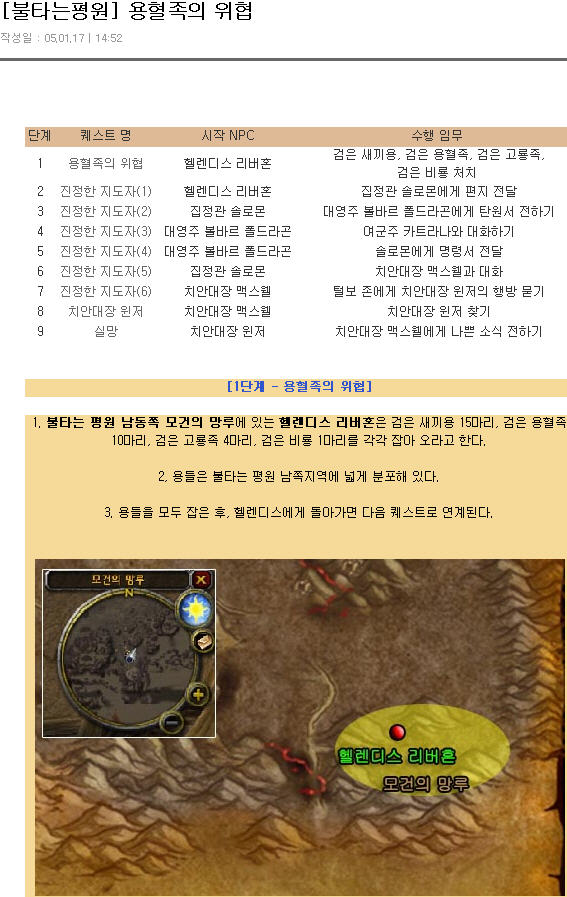 [불타는평원] 용혈족의 위협
작성일 : 05.01.17 | 14:52
단계 퀘스트 명 시작 NPC 수행 임무
1 용혈족의 위협 헬렌디스 리버혼 검은 새끼용, 검은 용혈족, 검은 고룡족, 검은 비룡 처치
2 진정한 지도자(1) 헬렌디스 리버혼 집정관 솔로몬에게 편지 전달
3 진정한 지도자(2) 집정관 솔로몬 대영주 볼바르 폴드라곤에게 탄원서 전하기
4 진정한 지도자(3) 대영주 볼바르 폴드라곤 여군주 카트라나와 대화하기
5 진정한 지도자(4) 대영주 볼바르 폴드라곤 솔로몬에게 명령서 전달
6 진정한 지도자(5) 집정관 솔로몬 치안대장 맥스웰과 대화
7 진정한 지도자(6) 치안대장 맥스웰 털보 존에게 치안대장 윈저의 행방 묻기
8 치안대장 윈저 치안대장 맥스웰 치안대장 윈저 찾기
9 실망 치안대장 윈저 치안대장 맥스웰에게 나쁜 소식 전하기
[1단계 - 용혈족의 위협]
1. 불타는 평원 남동쪽 모건의 망루에 있는 헬렌디스 리버혼은 검은 새끼용 15마리, 검은 용혈족
10마리, 검은 고룡족 4마리, 검은 비룡 1마리를 각각 잡아 오라고 한다.
2. 용들은 불타는 평원 남쪽지역에 넓게 분포해 있다.
3. 용들을 모두 잡은 후, 헬렌디스에게 돌아가면 다음 퀘스트로 연계된다.
모건의 망루
N
헬렌디스 리버혼
모건의 망루